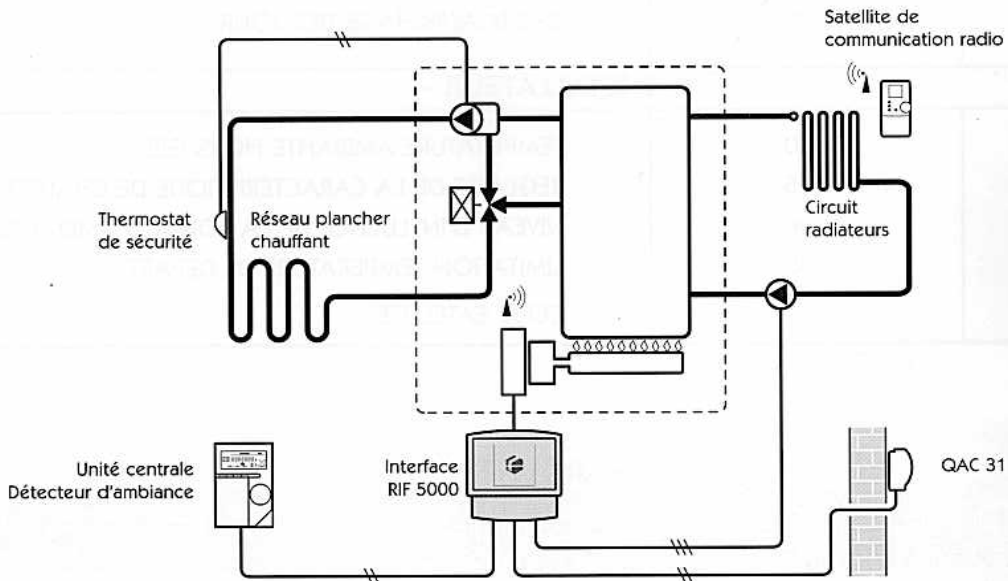 Satellite de
communication radio
Thermostat
de sécurité
Réseau plancher
chauffant
Circuit
radiateurs
Unité centrale
Détecteur d'ambiance
Interface
RIF 5000
QAC 31